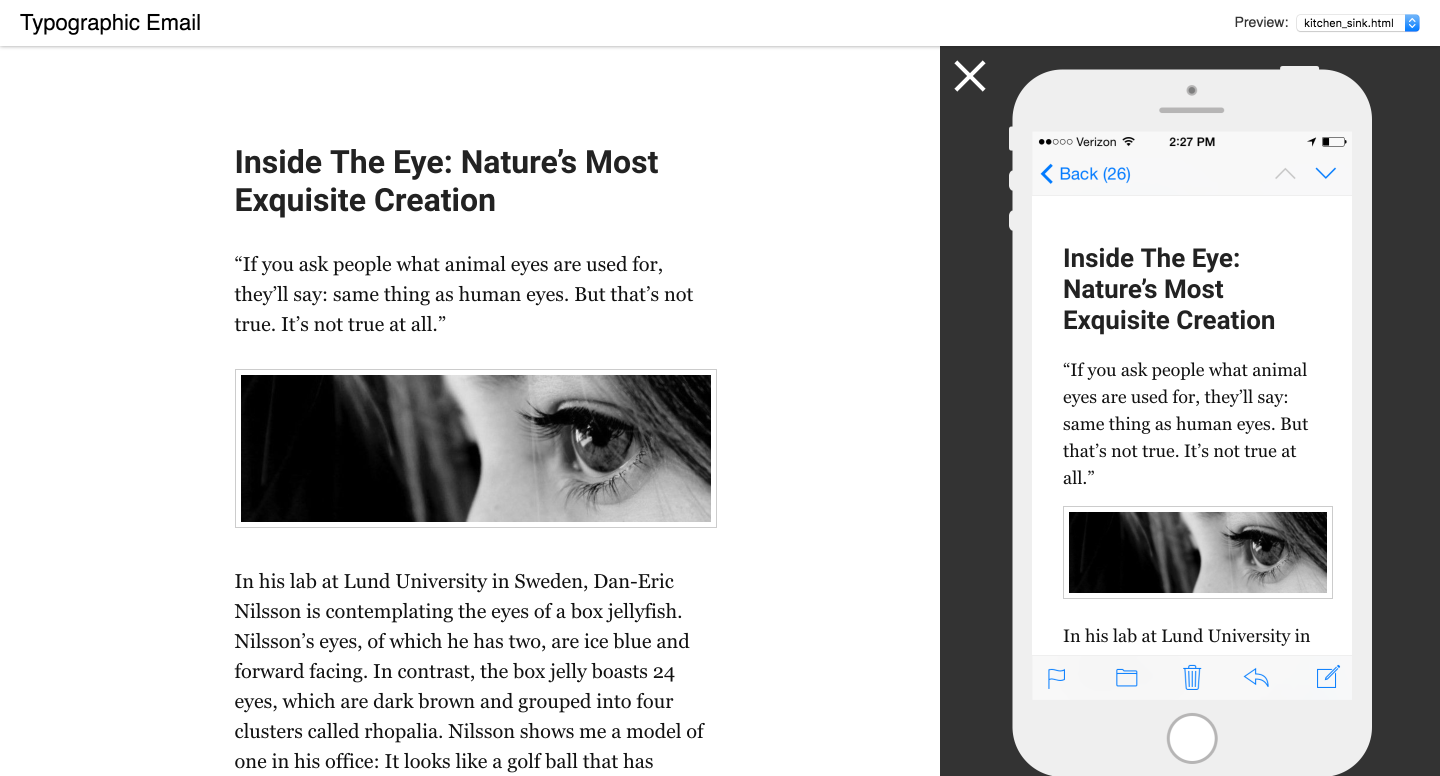 Typographic Email
Preview: kitchen_sink.html
Inside The Eye: Nature’s Most
Exquisite Creation
“If you ask people what animal eyes are used for,
they’ll say: same thing as human eyes. But that’s not
true. It’s not true at all.”
In his lab at Lund University in Sweden, Dan-Eric
Nilsson is contemplating the eyes of a box jellyfish.
Nilsson’s eyes, of which he has two, are ice blue and
forward facing. In contrast, the box jelly boasts 24
eyes, which are dark brown and grouped into four
clusters called rhopalia. Nilsson shows me a model of
one in his office: It looks like a golf ball that has
Verizon 2:27 PM
Back (26)
Inside The Eye:
Nature’s Most
Exquisite Creation
“If you ask people what animal
eyes are used for, they’ll say:
same thing as human eyes. But
that’s not true. It’s not true at
all.”
In his lab at Lund University in